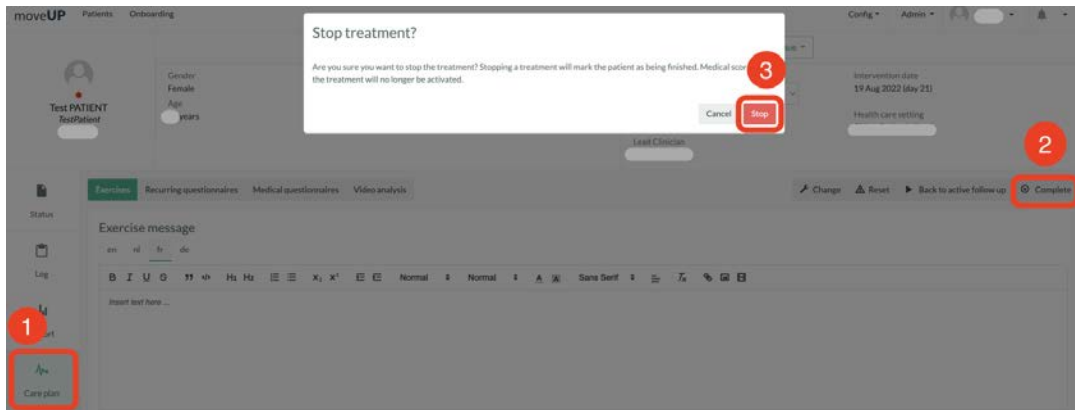 moveUP Patients Onboarding Config Admin
Stop treatment?
Are you sure you want to stop the treatment? Stopping a treatment will mark the patient as being finished. Medical
the treatment will no longer be activated.
3
Cancel Stop
Test PATIENT
TestPatient
Gender
Female
Age
years
Intervention date
19 Aug 2022 (day 21)
Health care setting
Lead Clinician
2
Status
Exercises Recurring questionnaires Medical questionnaires Video analysis Change Reset Back to active follow up Complete
Exercise message
en nl fr de
Log
B I U S H1 H2 X₂ X² Normal Normal A A Sans Serif Tx
Insert text here ...
1
Care plan